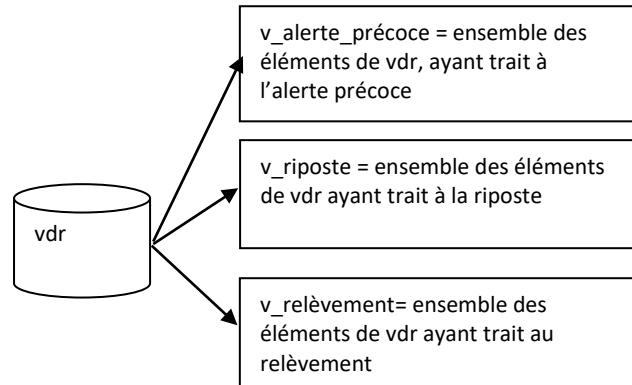 v_alerte_précoce = ensemble des
éléments de vdr, ayant trait à
l’alerte précoce
v_riposte = ensemble des éléments
de vdr ayant trait à la riposte
vdr
v_relèvement= ensemble des
éléments de vdr ayant trait au
relèvement